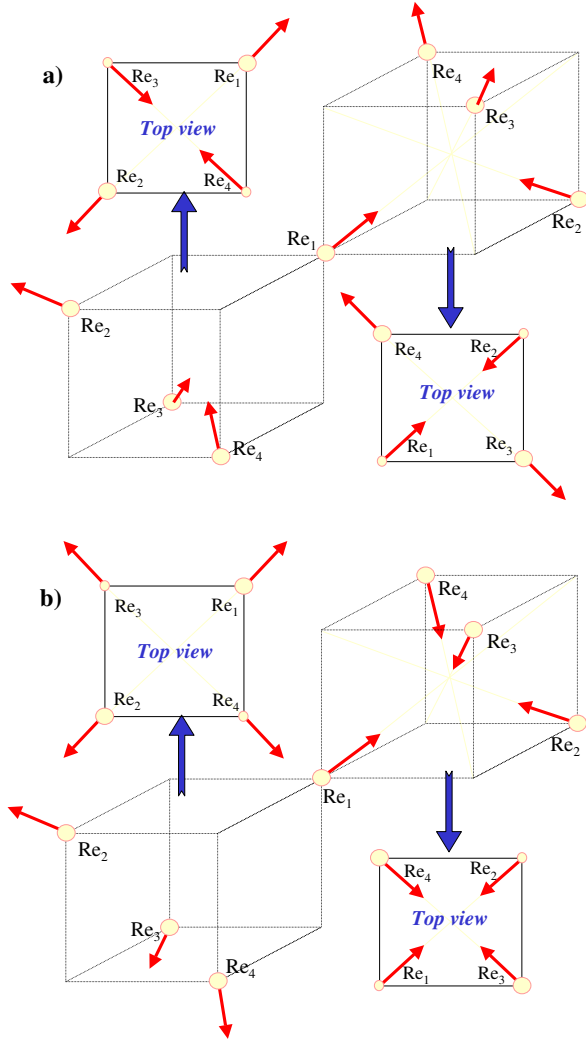 a)
Re₃
Re₁
Top view
Re₂
Re₄
Re₄
Re₃
Re₂
Re₁
Re₂
Re₃
Re₄
Re₄
Re₂
Top view
Re₁
Re₃
b)
Re₃
Re₁
Top view
Re₂
Re₄
Re₄
Re₃
Re₂
Re₁
Re₂
Re₃
Re₄
Re₄
Re₂
Top view
Re₁
Re₃